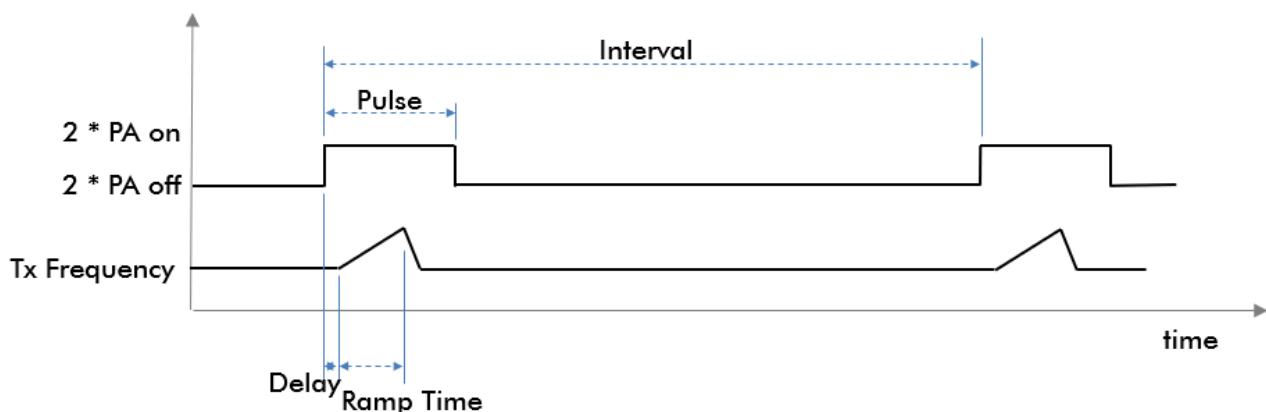 Interval
Pulse
2 * PA on
2 * PA off
Tx Frequency
time
Delay
Ramp Time